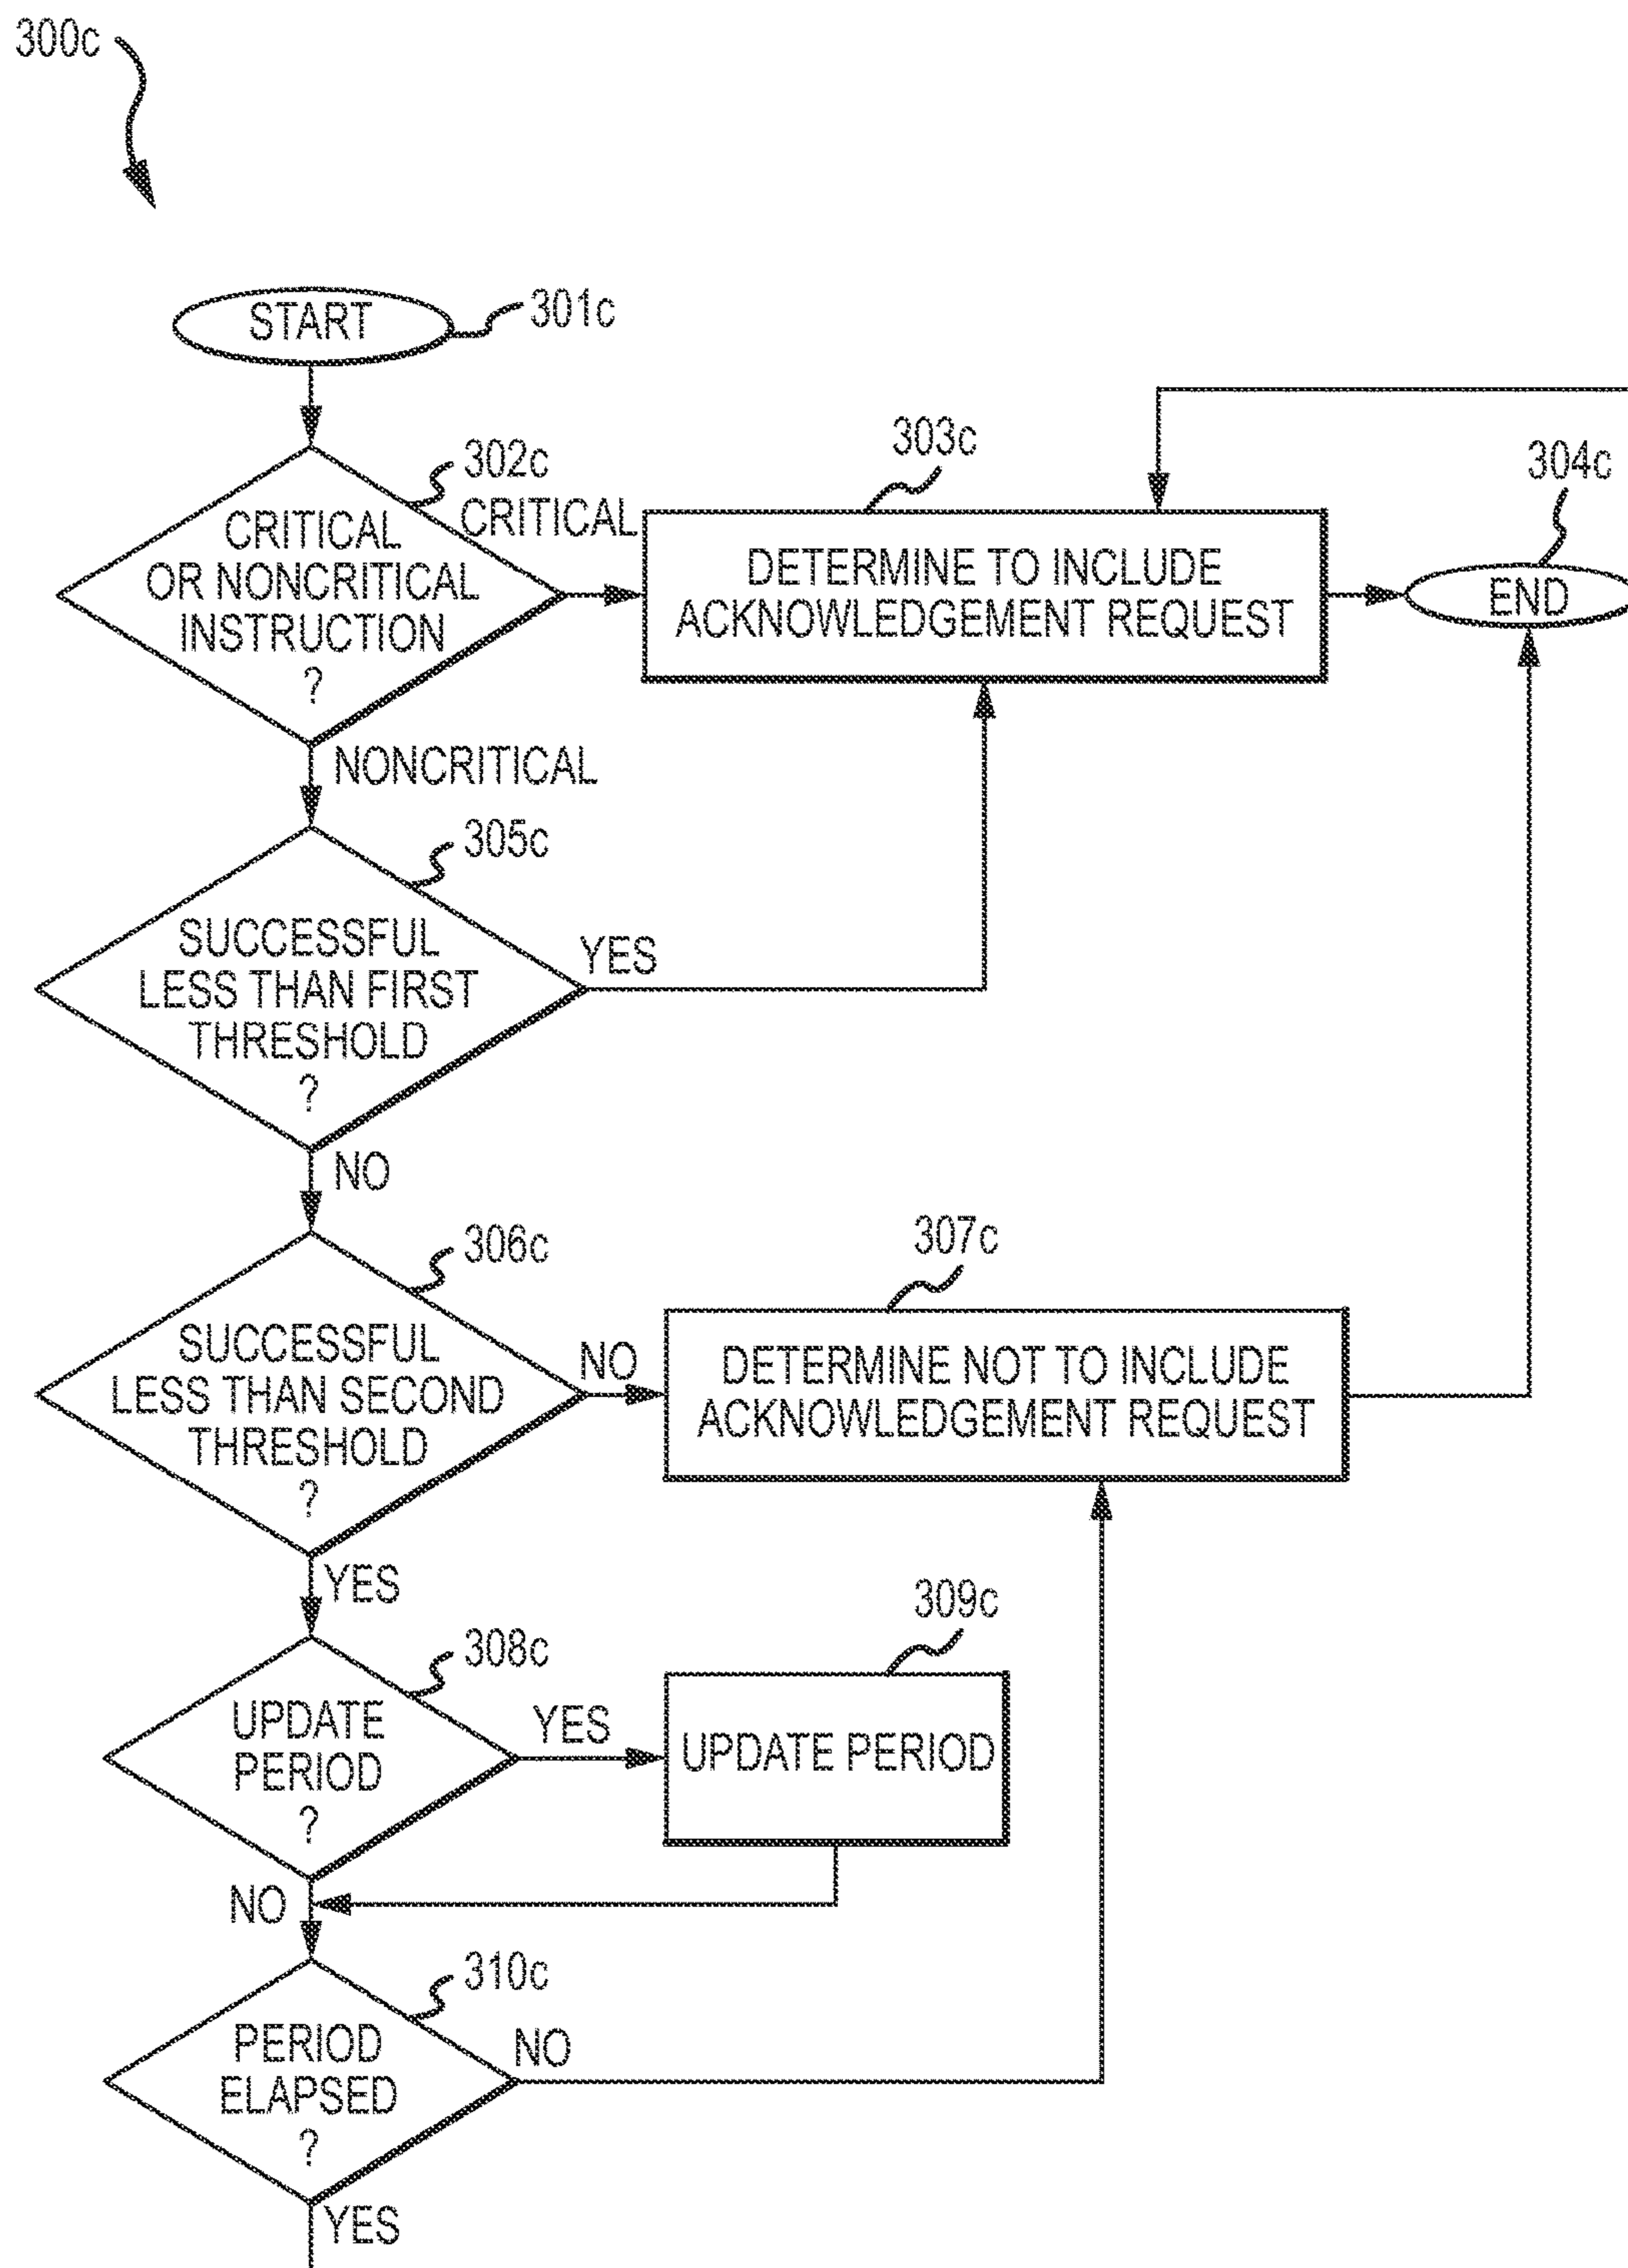 300c
START
301c
302c
CRITICAL
CRITICAL
OR NONCRITICAL
INSTRUCTION
?
303c
DETERMINE TO INCLUDE
ACKNOWLEDGEMENT REQUEST
304c
END
NONCRITICAL
305c
SUCCESSFUL
LESS THAN FIRST
THRESHOLD
?
YES
NO
306c
SUCCESSFUL
LESS THAN SECOND
THRESHOLD
?
NO
307c
DETERMINE NOT TO INCLUDE
ACKNOWLEDGEMENT REQUEST
YES
308c
UPDATE
PERIOD
?
YES
309c
UPDATE PERIOD
NO
310c
PERIOD
ELAPSED
?
NO
YES